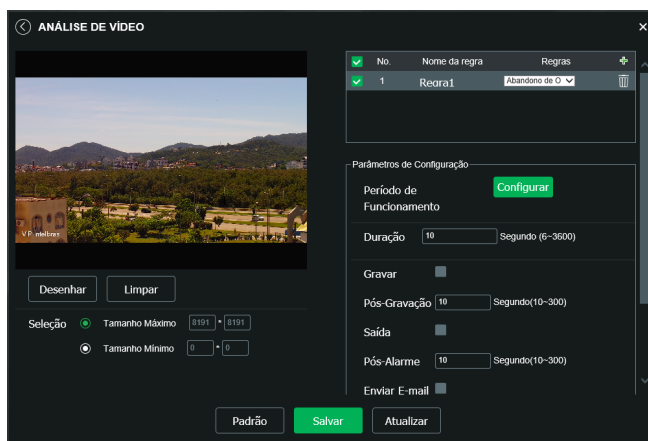 ANÁLISE DE VÍDEO
No. Nome da regra Regras
1 Regra1 Abandono de O
Parâmetros de Configuração
Período de
Funcionamento
Configurar
Duração 10 Segundo (6~3600)
Gravar
Pós-Gravação 10 Segundo(10~300)
Saída
Pós-Alarme 10 Segundo(10~300)
Enviar E-mail
VIP Intelbras
Desenhar Limpar
Seleção Tamanho Máximo 8191 * 8191
Tamanho Mínimo 0 * 0
Padrão Salvar Atualizar